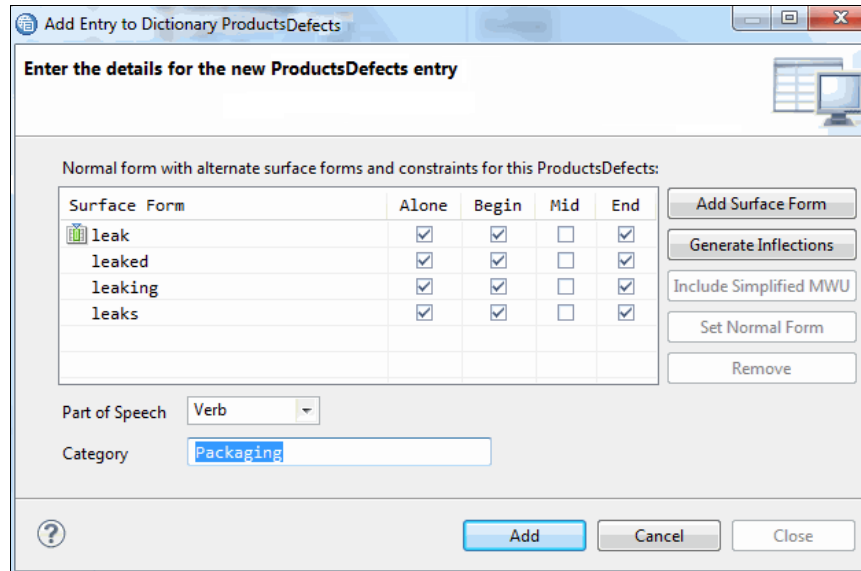 Add Entry to Dictionary ProductsDefects
Enter the details for the new ProductsDefects entry
Normal form with alternate surface forms and constraints for this ProductsDefects:
Surface Form Alone Begin Mid End
leak
leaked
leaking
leaks
Add Surface Form
Generate Inflections
Include Simplified MWU
Set Normal Form
Remove
Part of Speech Verb
Category Packaging
? Add Cancel Close